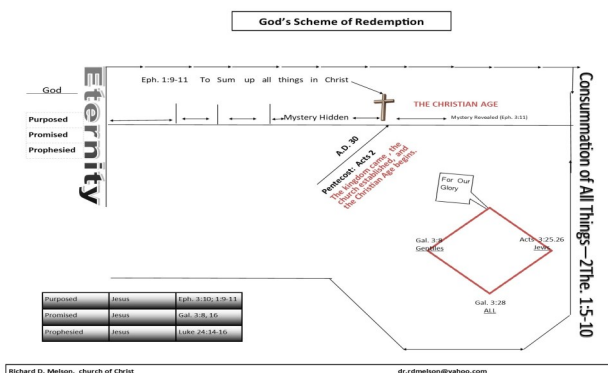 God's Scheme of Redemption
Eternity
God
Purposed
Promised
Prophesied
Eph. 1:9-11 To Sum up all things in Christ
Mystery Hidden
THE CHRISTIAN AGE
Mystery Revealed (Eph. 3:11)
A.D. 30
Pentecost: Acts 2
The kingdom came , the
church established, and
the Christian Age begins.
For Our
Glory
Gal. 3:8
Gentiles
Acts 3:25.26
Jews
Gal. 3:28
ALL
Consummation of All Things—2The. 1:5-10
Purposed Jesus Eph. 3:10; 1:9-11
Promised Jesus Gal. 3:8, 16
Prophesied Jesus Luke 24:14-16
Richard D. Melson, church of Christ dr.rdmelson@yahoo.com